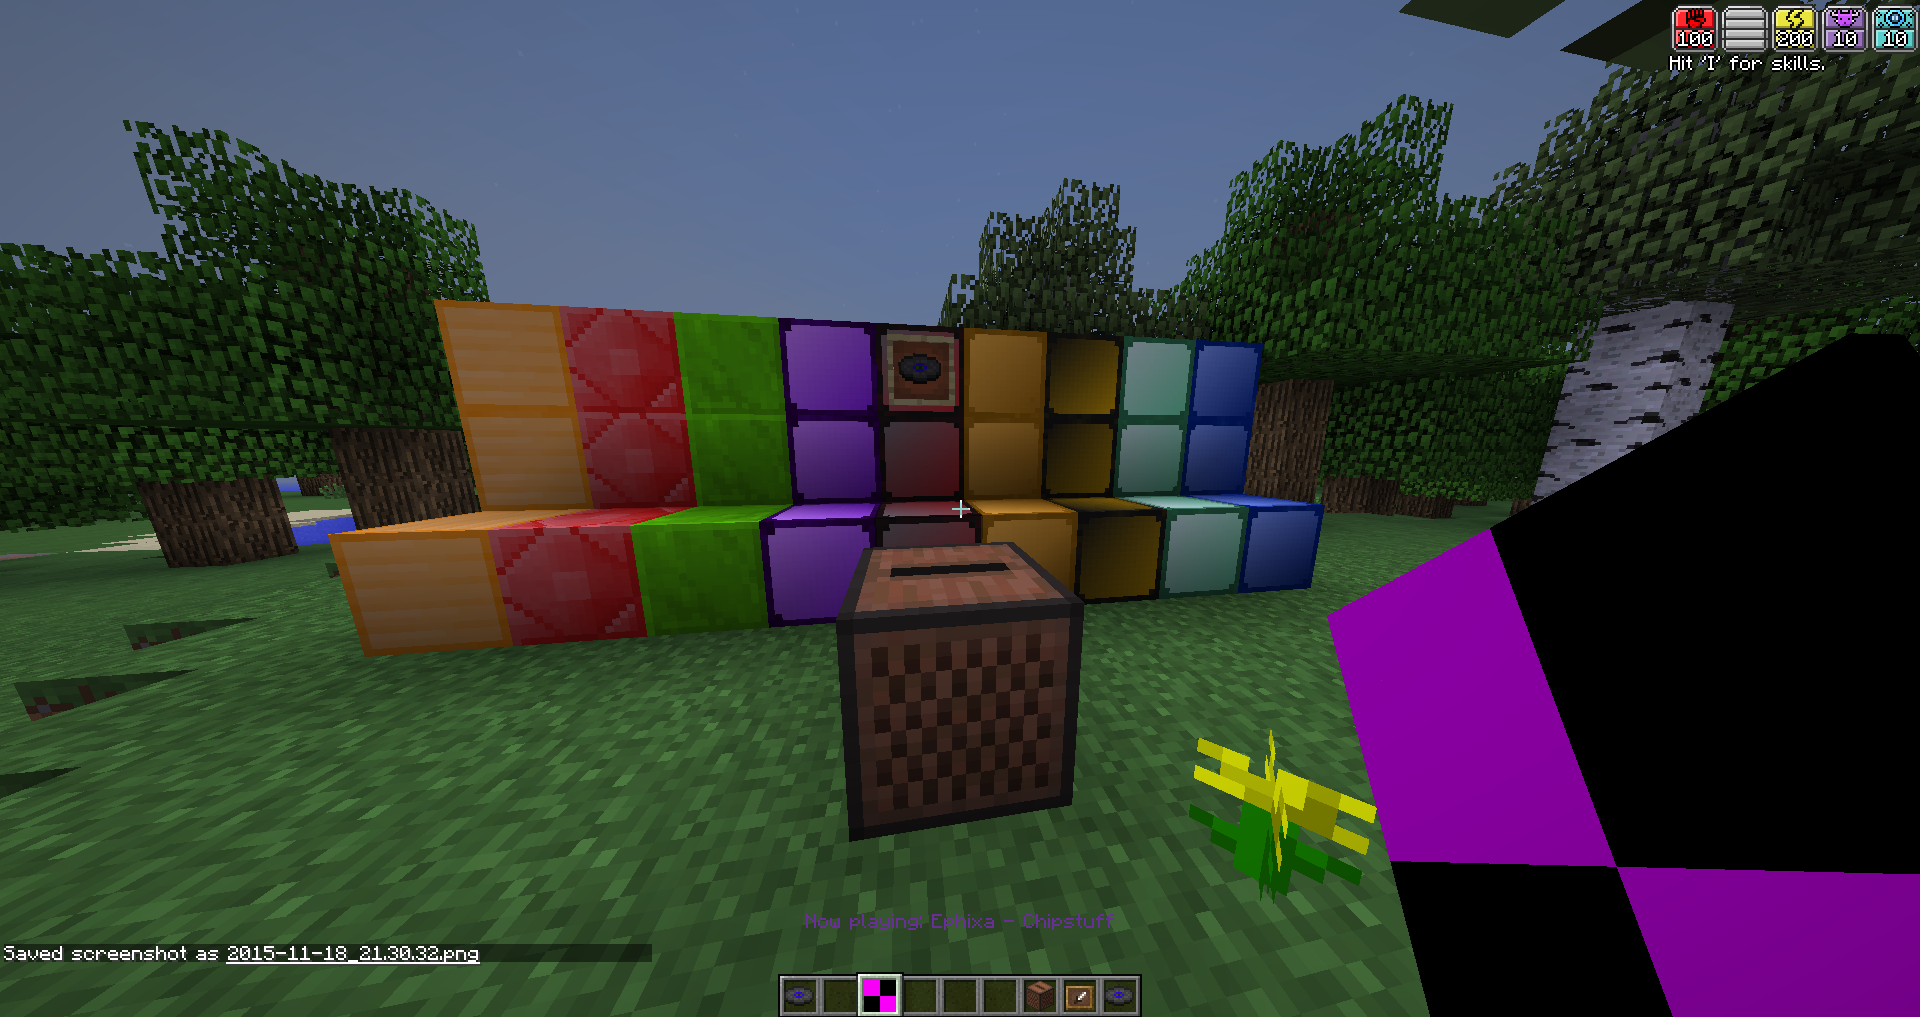 100 200 10 10
Hit 'I' for skills.
Now playing: Ephixa - Chipstuff
Saved screenshot as 2015-11-18_21.30.32.png